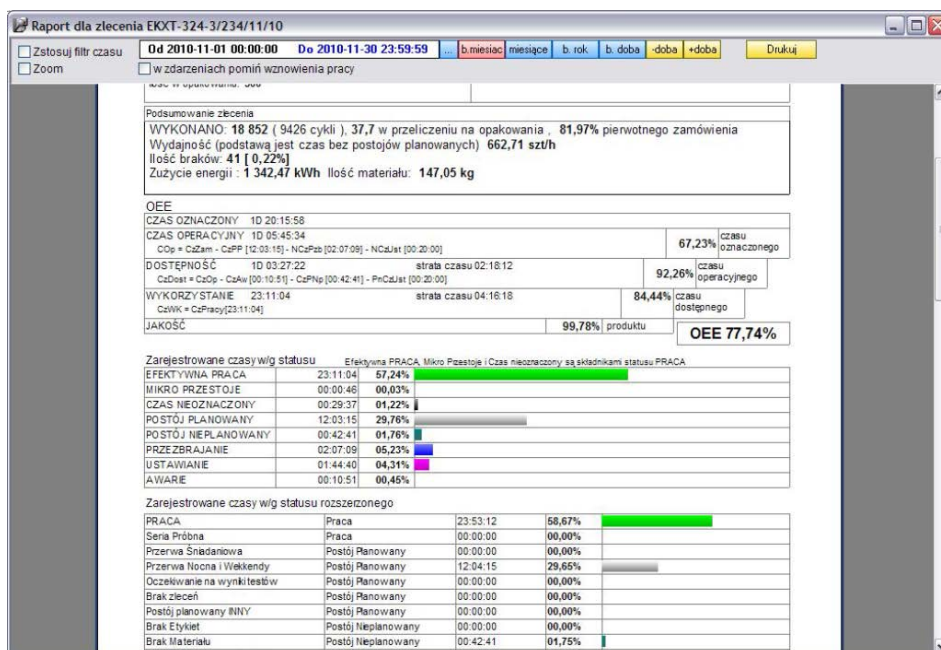 Raport dla zlecenia EKXT-324-3/234/11/10
Zstosuj filtr czasu
Od 2010-11-01 00:00:00 Do 2010-11-30 23:59:59 ... b.miesiac miesiące b. rok b. doba -doba +doba Drukuj
Zoom
w zdarzeniach pomiń wznowienia pracy
Podsumowanie zlecenia
WYKONANO: 18 852 ( 9426 cykli ), 37,7 w przeliczeniu na opakowania , 81,97% pierwotnego zamówienia
Wydajność (podstawą jest czas bez postojów planowanych) 662,71 szt/h
Ilość braków: 41 [ 0,22%]
Zużycie energii : 1 342,47 kWh Ilość materiału: 147,05 kg
OEE
CZAS OZNACZONY 1D 20:15:58
CZAS OPERACYJNY 1D 05:45:34
COp = CzZam - CzPP [12:03:15] - NCzPzb [02:07:09] - NCzUst [00:20:00]
67,23% czasu oznaczonego
DOSTĘPNOŚĆ 1D 03:27:22 strata czasu 02:18:12
CzDost = CzOp - CzAw [00:10:51] - CzPNp [00:42:41] - PnCzUst [00:20:00]
92,26% czasu operacyjnego
WYKORZYSTANIE 23:11:04 strata czasu 04:16:18
CzWK = CzPracy[23:11:04]
84,44% czasu dostępnego
JAKOŚĆ 99,78% produktu
OEE 77,74%
Zarejestrowane czasy w/g statusu Efektywna PRACA, Mikro Pzestoje i Czas nieoznaczony są składnikami statusu PRACA
EFEKTYWNA PRACA 23:11:04 57,24%
MIKRO PRZESTOJE 00:00:46 00,03%
CZAS NIEOZNACZONY 00:29:37 01,22%
POSTÓJ PLANOWANY 12:03:15 29,76%
POSTÓJ NIEPLANOWANY 00:42:41 01,76%
PRZEZBRAJANIE 02:07:09 05,23%
USTAWIANIE 01:44:40 04,31%
AWARIE 00:10:51 00,45%
Zarejestrowane czasy w/g statusu rozszerzonego
PRACA Praca 23:53:12 58,67%
Seria Próbna Praca 00:00:00 00,00%
Przerwa Śniadaniowa Postój Planowany 00:00:00 00,00%
Przerwa Nocna i Wekkendy Postój Planowany 12:04:15 29,65%
Oczekiwanie na wyniki testów Postój Planowany 00:00:00 00,00%
Brak zleceń Postój Planowany 00:00:00 00,00%
Postój planowany INNY Postój Planowany 00:00:00 00,00%
Brak Etykiet Postój Nieplanowany 00:00:00 00,00%
Brak Materiału Postój Nieplanowany 00:42:41 01,75%